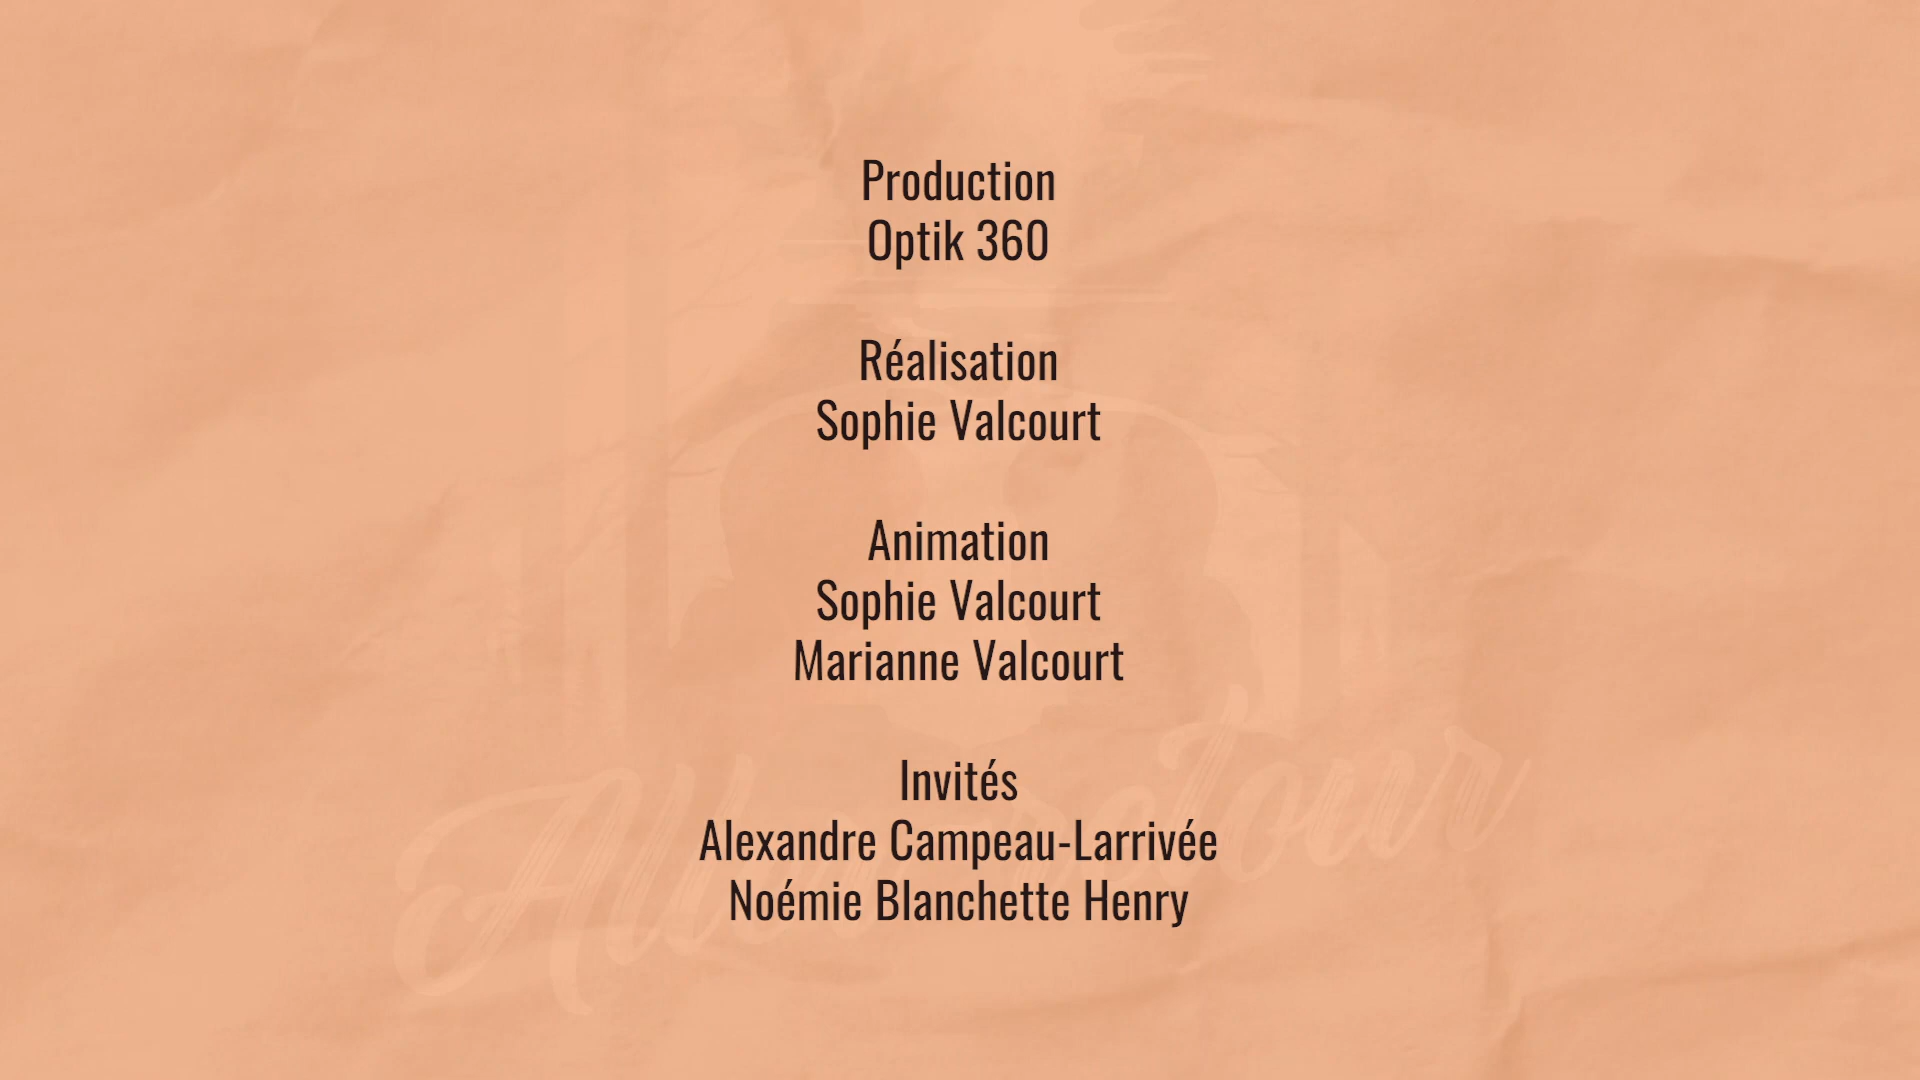 Production
Optik 360
Réalisation
Sophie Valcourt
Animation
Sophie Valcourt
Marianne Valcourt
Invités
Alexandre Campeau-Larrivée
Noémie Blanchette Henry